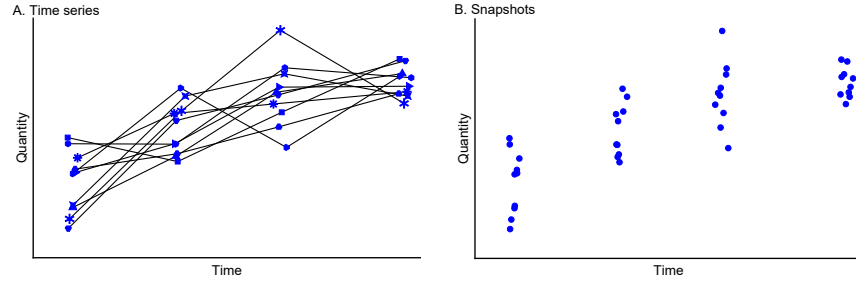 A. Time series
Quantity
Time
B. Snapshots
Quantity
Time